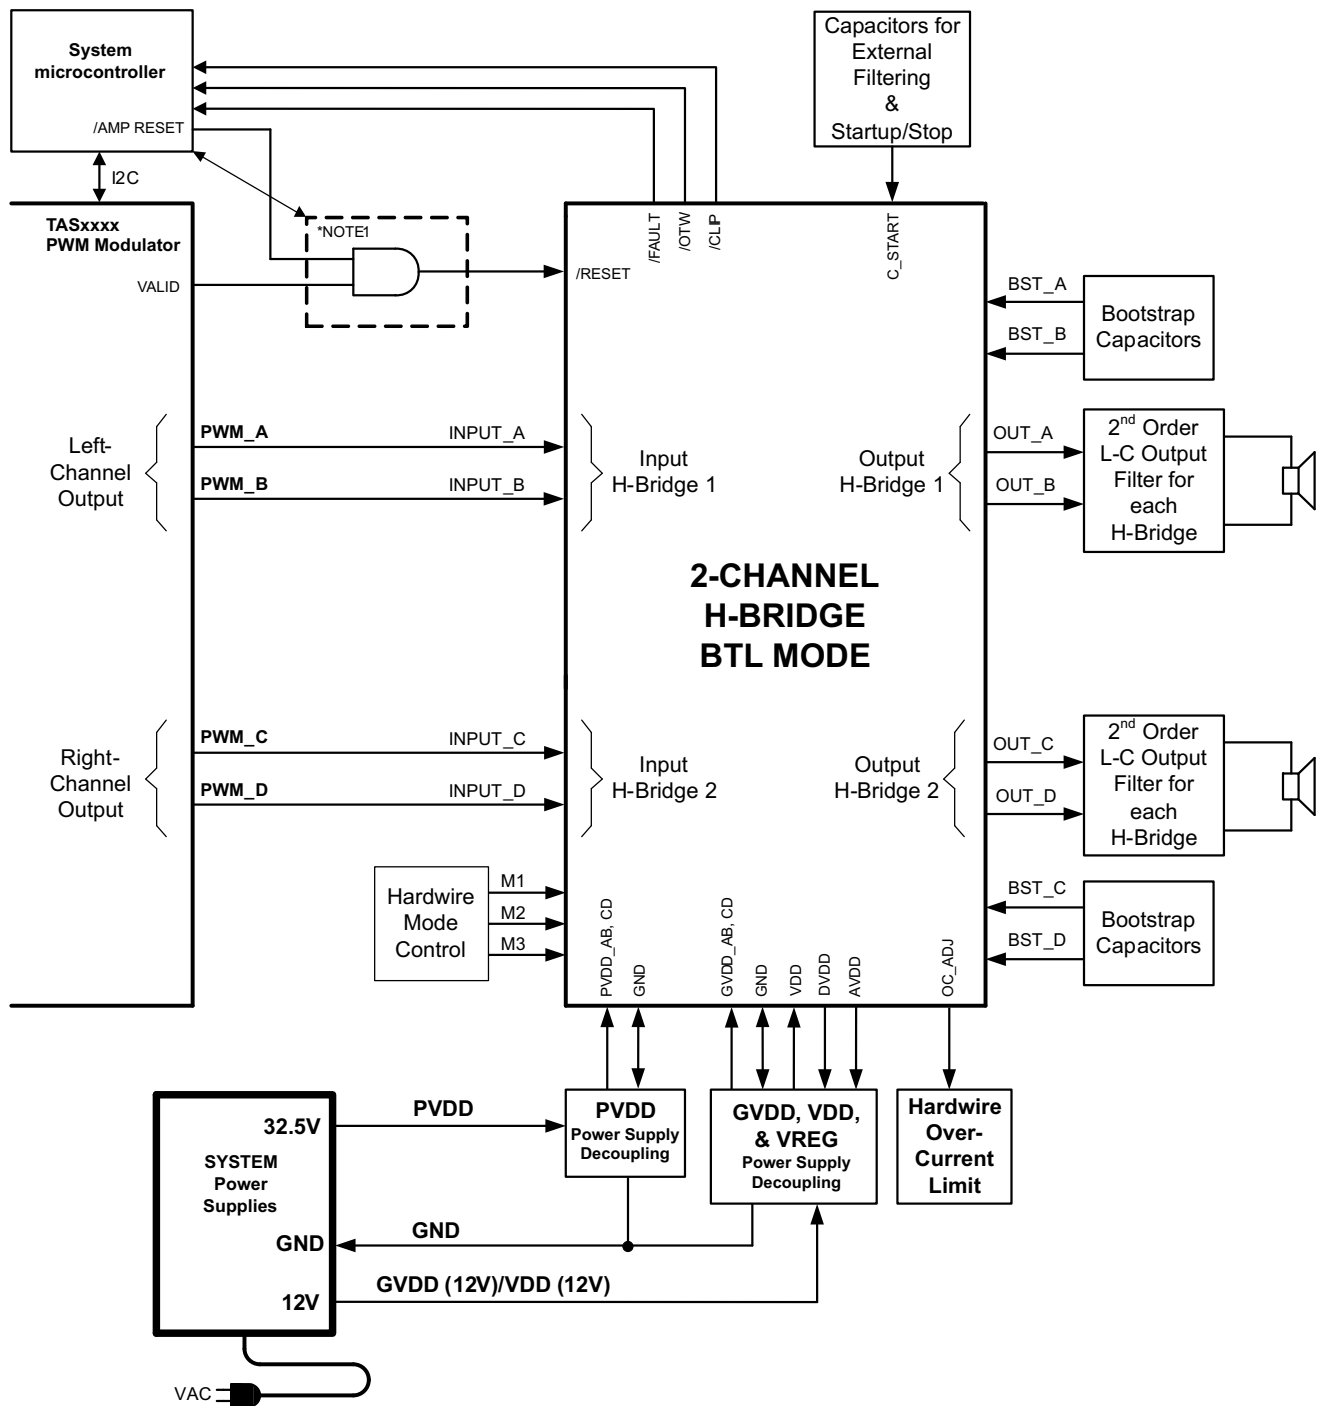 System
microcontroller
/AMP RESET
I2C
TASxxxx
PWM Modulator
VALID
*NOTE1
/RESET
/FAULT
/OTW
/CLIP
Capacitors for
External
Filtering
&
Startup/Stop
C_START
BST_A
BST_B
Bootstrap
Capacitors
Left-
Channel
Output
PWM_A
PWM_B
INPUT_A
INPUT_B
Input
H-Bridge 1
Output
H-Bridge 1
OUT_A
OUT_B
2nd Order
L-C Output
Filter for
each
H-Bridge
2-CHANNEL
H-BRIDGE
BTL MODE
Right-
Channel
Output
PWM_C
PWM_D
INPUT_C
INPUT_D
Input
H-Bridge 2
Output
H-Bridge 2
OUT_C
OUT_D
2nd Order
L-C Output
Filter for
each
H-Bridge
Hardwire
Mode
Control
M1
M2
M3
PVDD_AB, CD
GND
GVDD_AB, CD
GND
VDD
DVDD
AVDD
OC_ADJ
BST_C
BST_D
Bootstrap
Capacitors
32.5V
SYSTEM
Power
Supplies
GND
12V
PVDD
PVDD
Power Supply
Decoupling
GVDD, VDD,
& VREG
Power Supply
Decoupling
Hardwire
Over-
Current
Limit
GND
GVDD (12V)/VDD (12V)
VAC